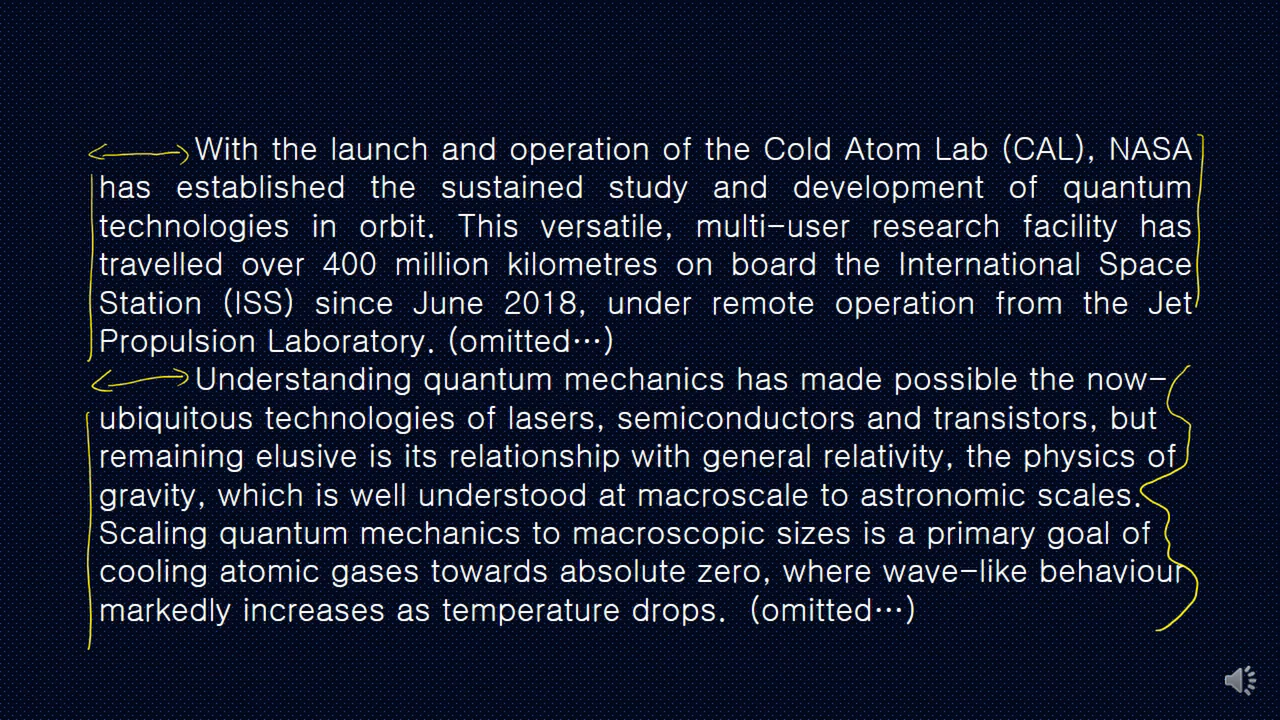 With the launch and operation of the Cold Atom Lab (CAL), NASA
has established the sustained study and development of quantum
technologies in orbit. This versatile, multi-user research facility has
travelled over 400 million kilometres on board the International Space
Station (ISS) since June 2018, under remote operation from the Jet
Propulsion Laboratory. (omitted…)
Understanding quantum mechanics has made possible the now-
ubiquitous technologies of lasers, semiconductors and transistors, but
remaining elusive is its relationship with general relativity, the physics of
gravity, which is well understood at macroscale to astronomic scales.
Scaling quantum mechanics to macroscopic sizes is a primary goal of
cooling atomic gases towards absolute zero, where wave-like behaviour
markedly increases as temperature drops. (omitted…)